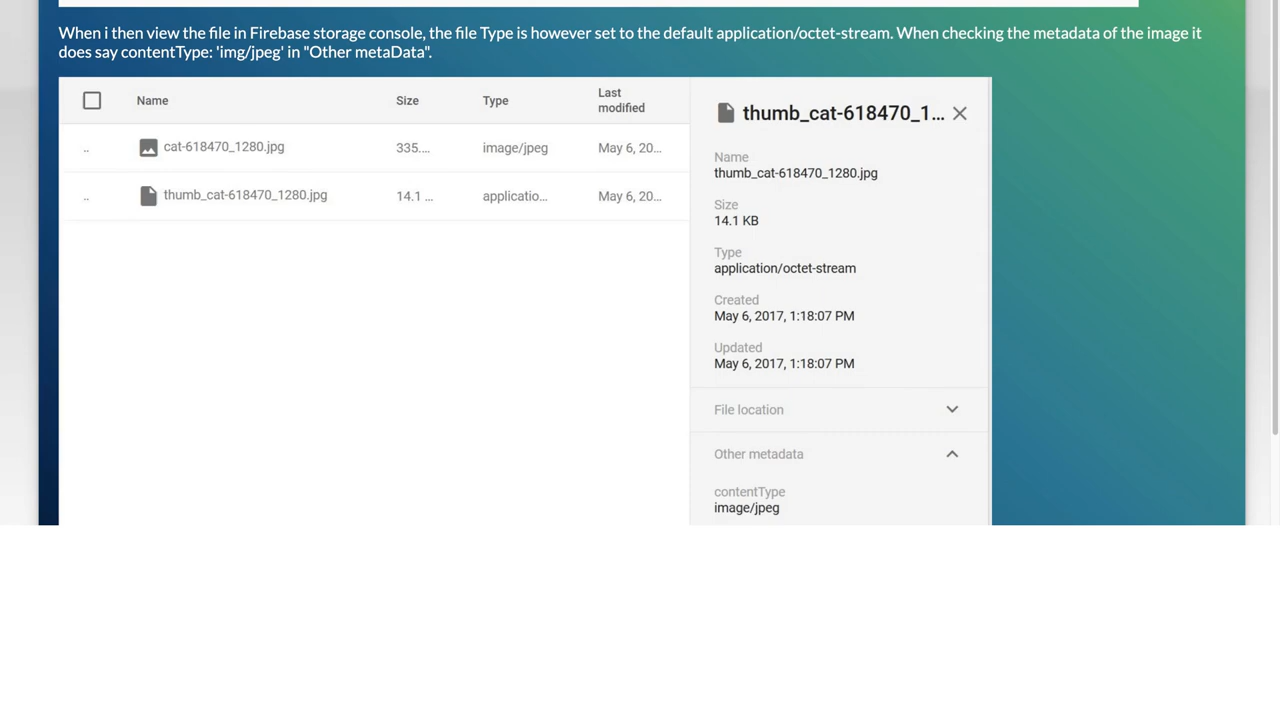 When i then view the file in Firebase storage console, the file Type is however set to the default application/octet-stream. When checking the metadata of the image it
does say contentType: 'img/jpeg' in "Other metaData".
Name Size Type Last modified
.. cat-618470_1280.jpg 335.... image/jpeg May 6, 20...
.. thumb_cat-618470_1280.jpg 14.1 ... applicatio... May 6, 20...
thumb_cat-618470_1...
Name
thumb_cat-618470_1280.jpg
Size
14.1 KB
Type
application/octet-stream
Created
May 6, 2017, 1:18:07 PM
Updated
May 6, 2017, 1:18:07 PM
File location
Other metadata
contentType
image/jpeg